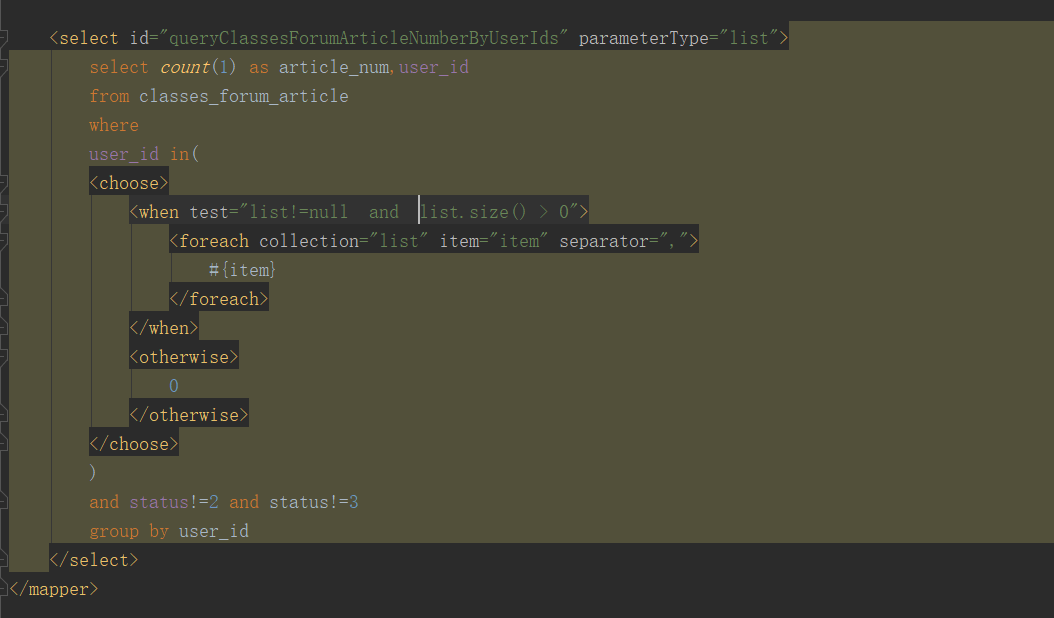 <select id="queryClassesForumArticleNumberByUserIds" parameterType="list">
select count(1) as article_num,user_id
from classes_forum_article
where
user_id in(
<choose>
<when test="list!=null  and  list.size() > 0">
<foreach collection="list" item="item" separator=",">
#{item}
</foreach>
</when>
<otherwise>
0
</otherwise>
</choose>
)
and status!=2 and status!=3
group by user_id
</select>
</mapper>